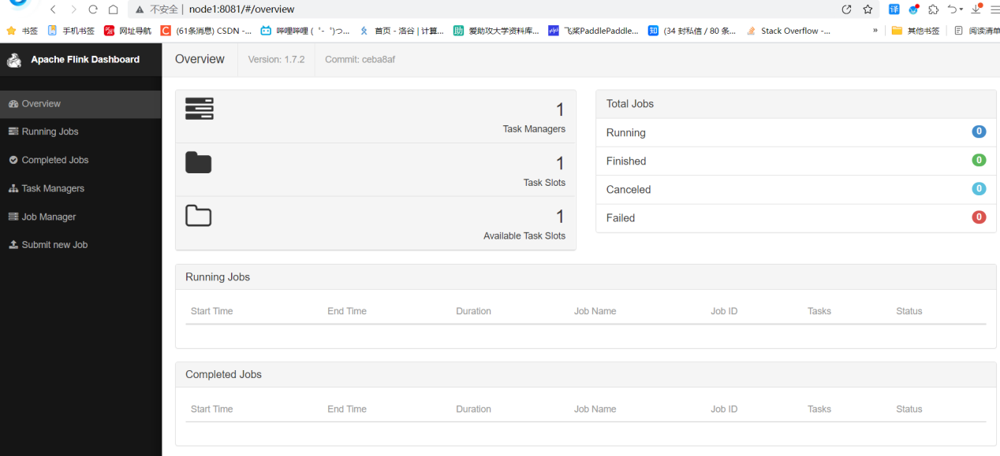 不安全 | node1:8081/#/overview 译
书签 手机书签 网址导航 C (61条消息) CSDN -... 哔哩哔哩 ( ゜- ゜)つ... 首页 - 洛谷 | 计算... 助 爱助攻大学资料库... 飞桨PaddlePaddle... 知 (34 封私信 / 80 条... Stack Overflow -... » 其他书签 阅读清单
Apache Flink Dashboard
Overview Version: 1.7.2 Commit: ceba8af
Overview
Running Jobs
Completed Jobs
Task Managers
Job Manager
Submit new Job
1
Task Managers
1
Task Slots
1
Available Task Slots
Total Jobs
Running 0
Finished 0
Canceled 0
Failed 0
Running Jobs
Start Time End Time Duration Job Name Job ID Tasks Status
Completed Jobs
Start Time End Time Duration Job Name Job ID Tasks Status